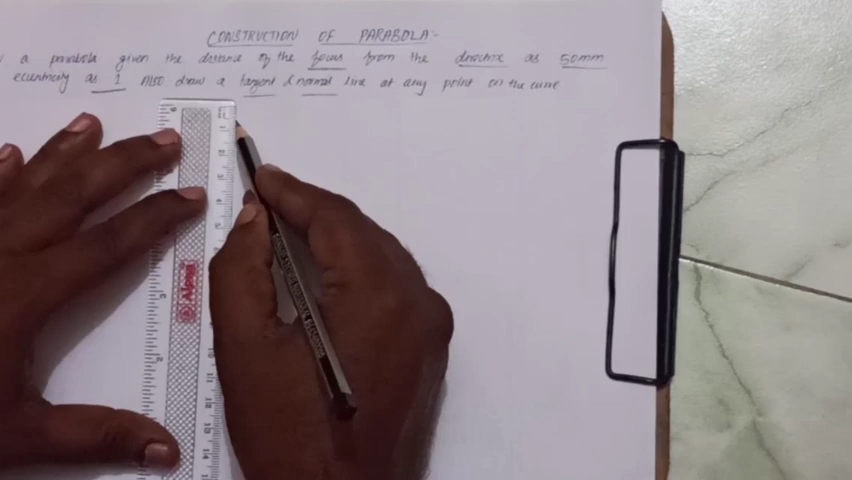 CONSTRUCTION OF PARABOLA:-
a parabola given the distance of the focus from the directrix as 50mm
eccentricity as 1 Also draw a tangent & normal line at any point on the curve